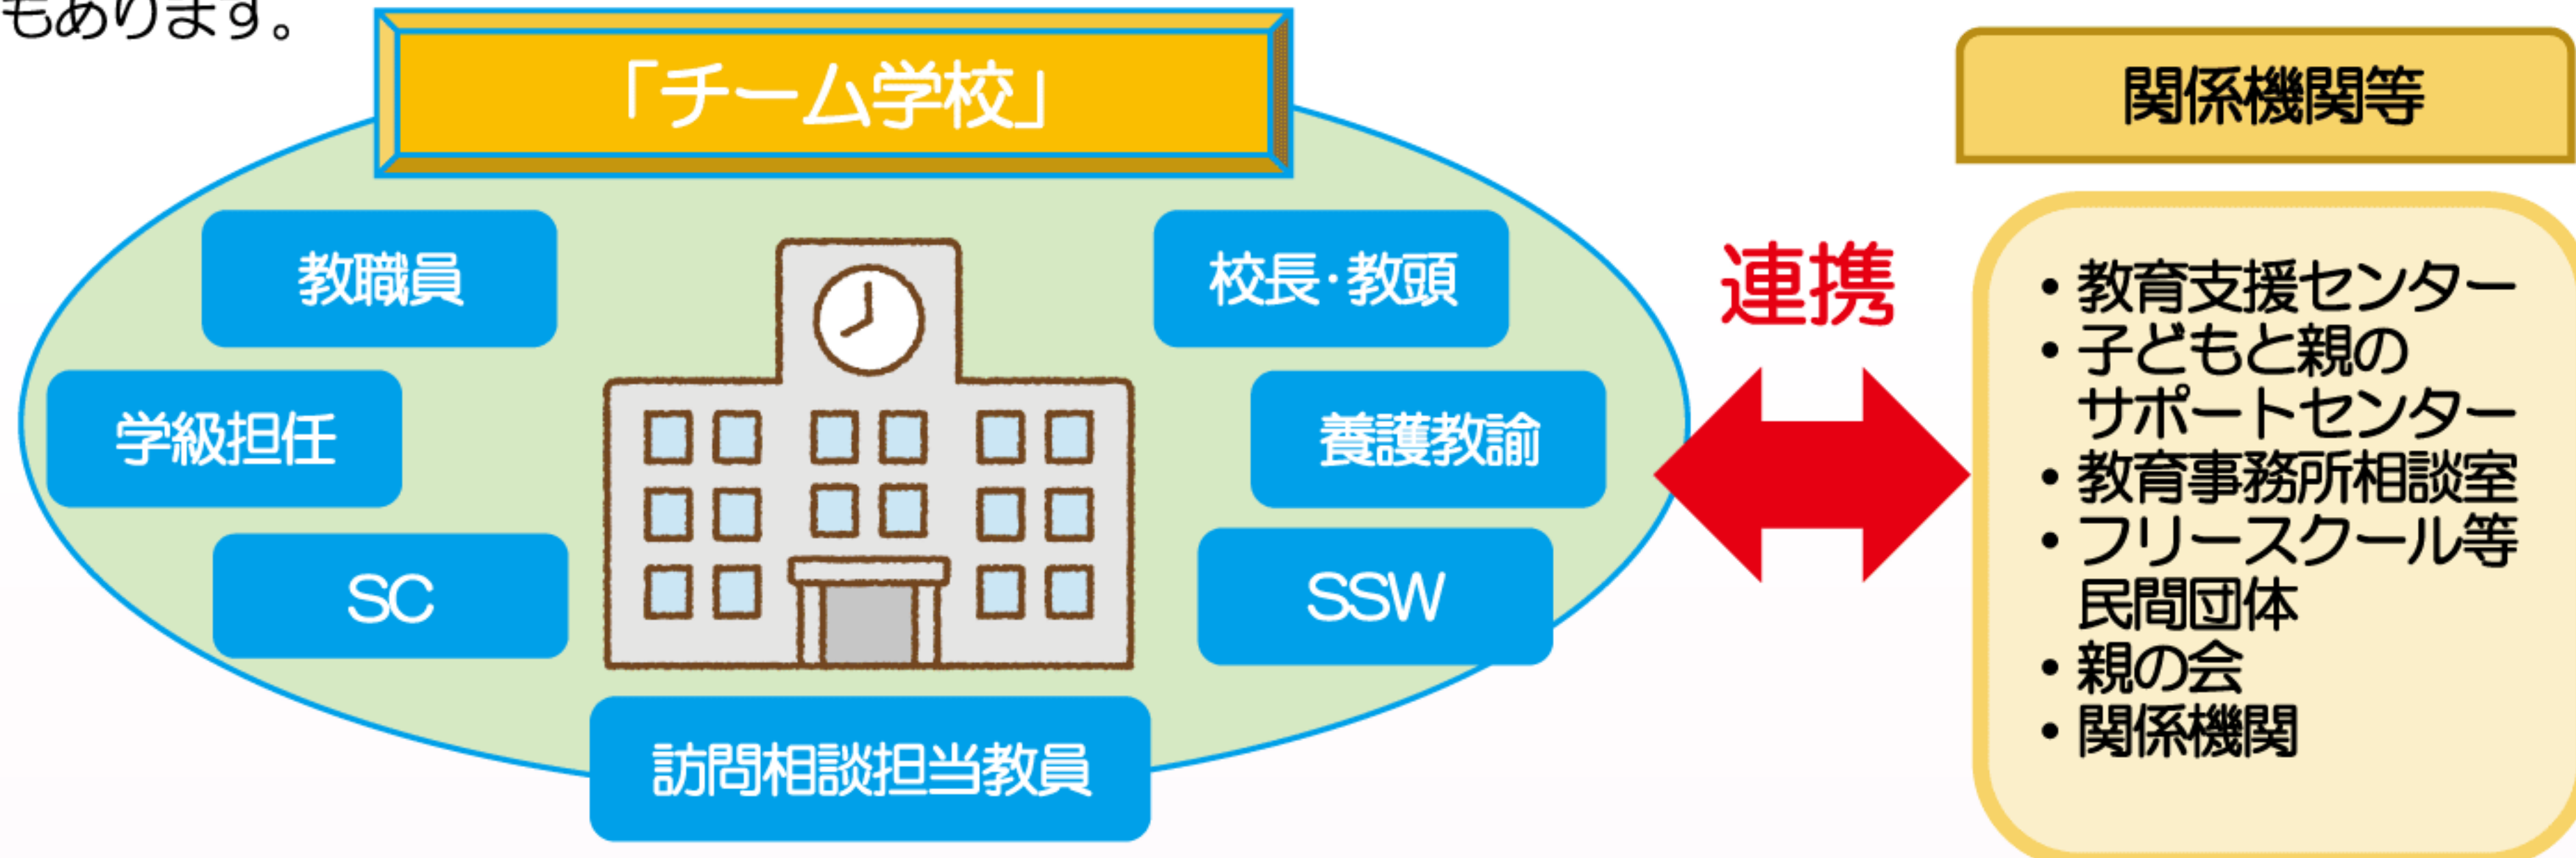 もあります。
「チーム学校」
教職員
校長・教頭
学級担任
養護教諭
SC
SSW
訪問相談担当教員
連携
関係機関等
・教育支援センター
・子どもと親の
サポートセンター
・教育事務所相談室
・フリースクール等
民間団体
・親の会
・関係機関